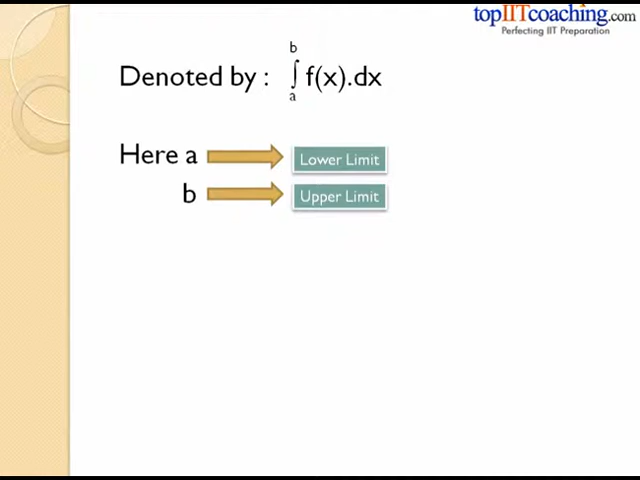 topIITcoaching.com
Perfecting IIT Preparation
b
Denoted by : ∫ f(x).dx
a
Here a Lower Limit
b Upper Limit